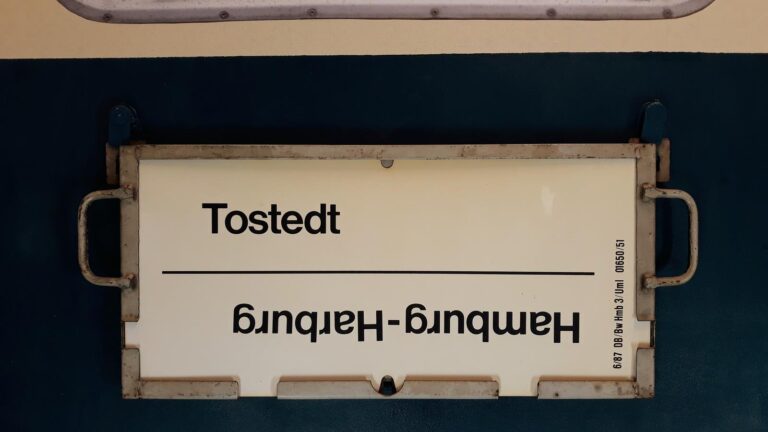 Tostedt
Hamburg-Harburg
6/87 DB/Bw Hmb 3/Uml 01650/51